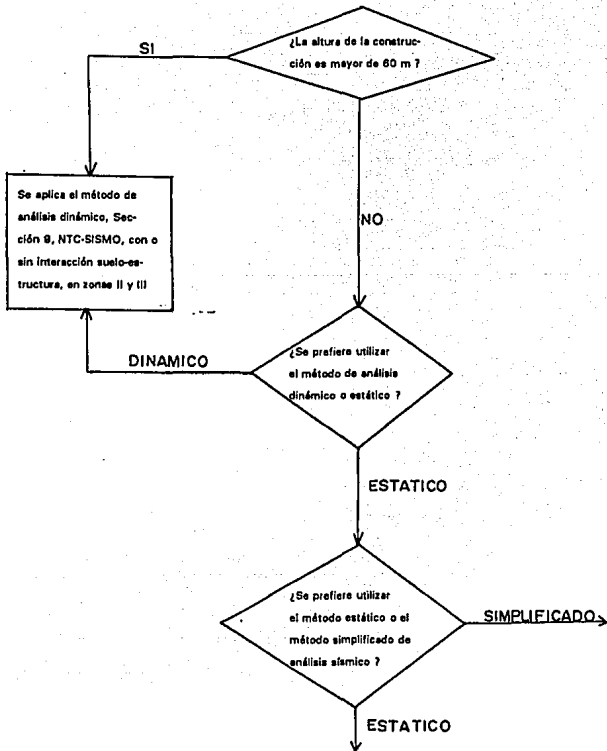 ¿La altura de la construc-
ción es mayor de 60 m ?
SI
Se aplica el método de
análisis dinámico, Sec-
ción 9, NTC-SISMO, con o
sin interacción suelo-es-
tructura, en zonas II y III
NO
DINAMICO
¿Se prefiere utilizar
el método de análisis
dinámico o estático ?
ESTATICO
¿Se prefiere utilizar
el método estático o el
método simplificado de
análisis sísmico ?
SIMPLIFICADO
ESTATICO